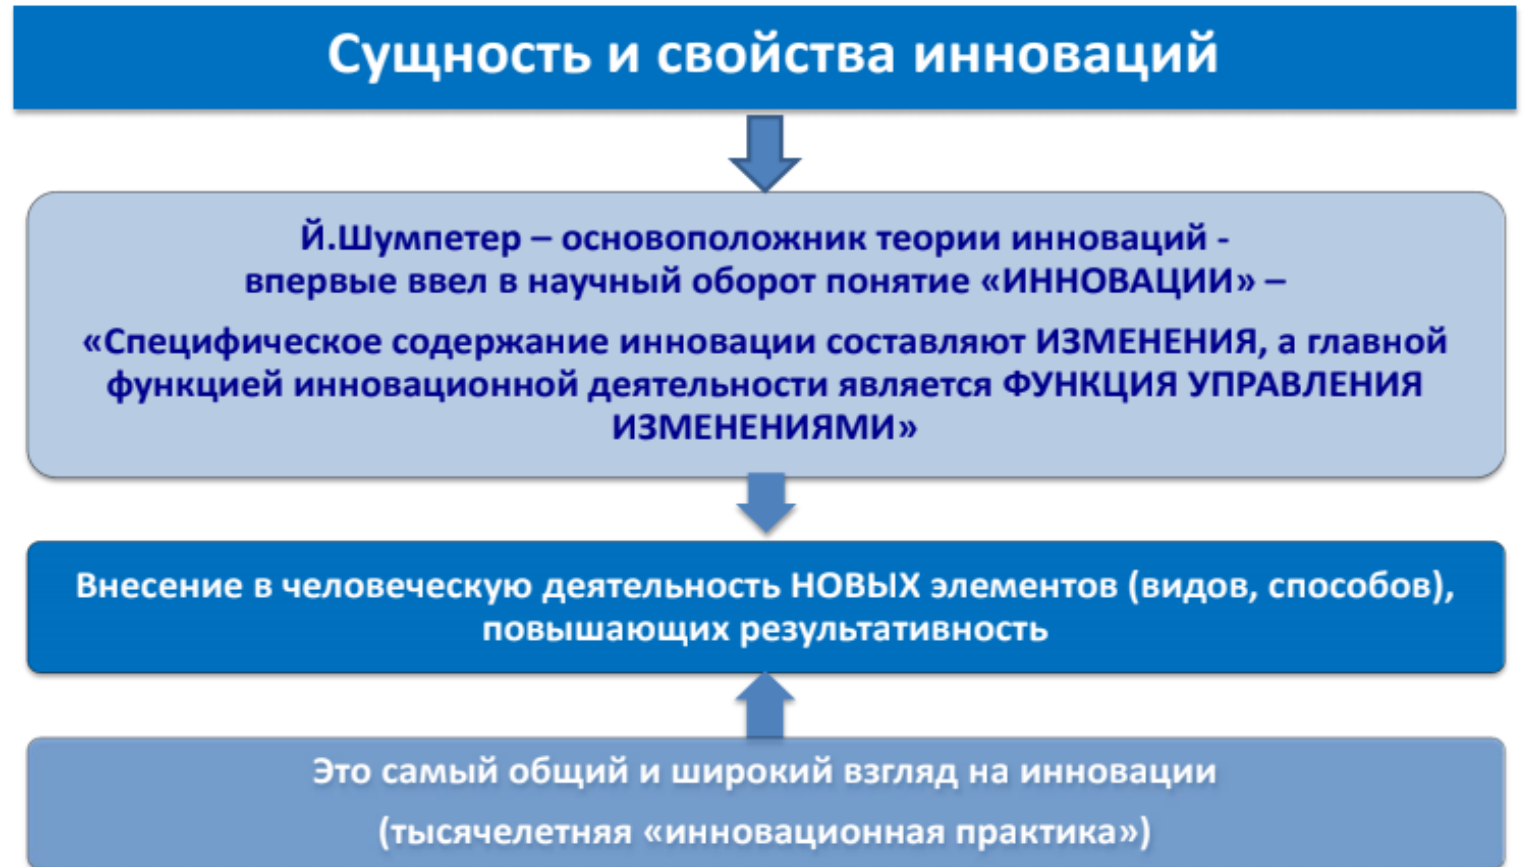 Сущность и свойства инноваций
Й.Шумпетер – основоположник теории инноваций -
впервые ввел в научный оборот понятие «ИННОВАЦИИ» –
«Специфическое содержание инновации составляют ИЗМЕНЕНИЯ, а главной
функцией инновационной деятельности является ФУНКЦИЯ УПРАВЛЕНИЯ
ИЗМЕНЕНИЯМИ»
Внесение в человеческую деятельность НОВЫХ элементов (видов, способов),
повышающих результативность
Это самый общий и широкий взгляд на инновации
(тысячелетняя «инновационная практика»)